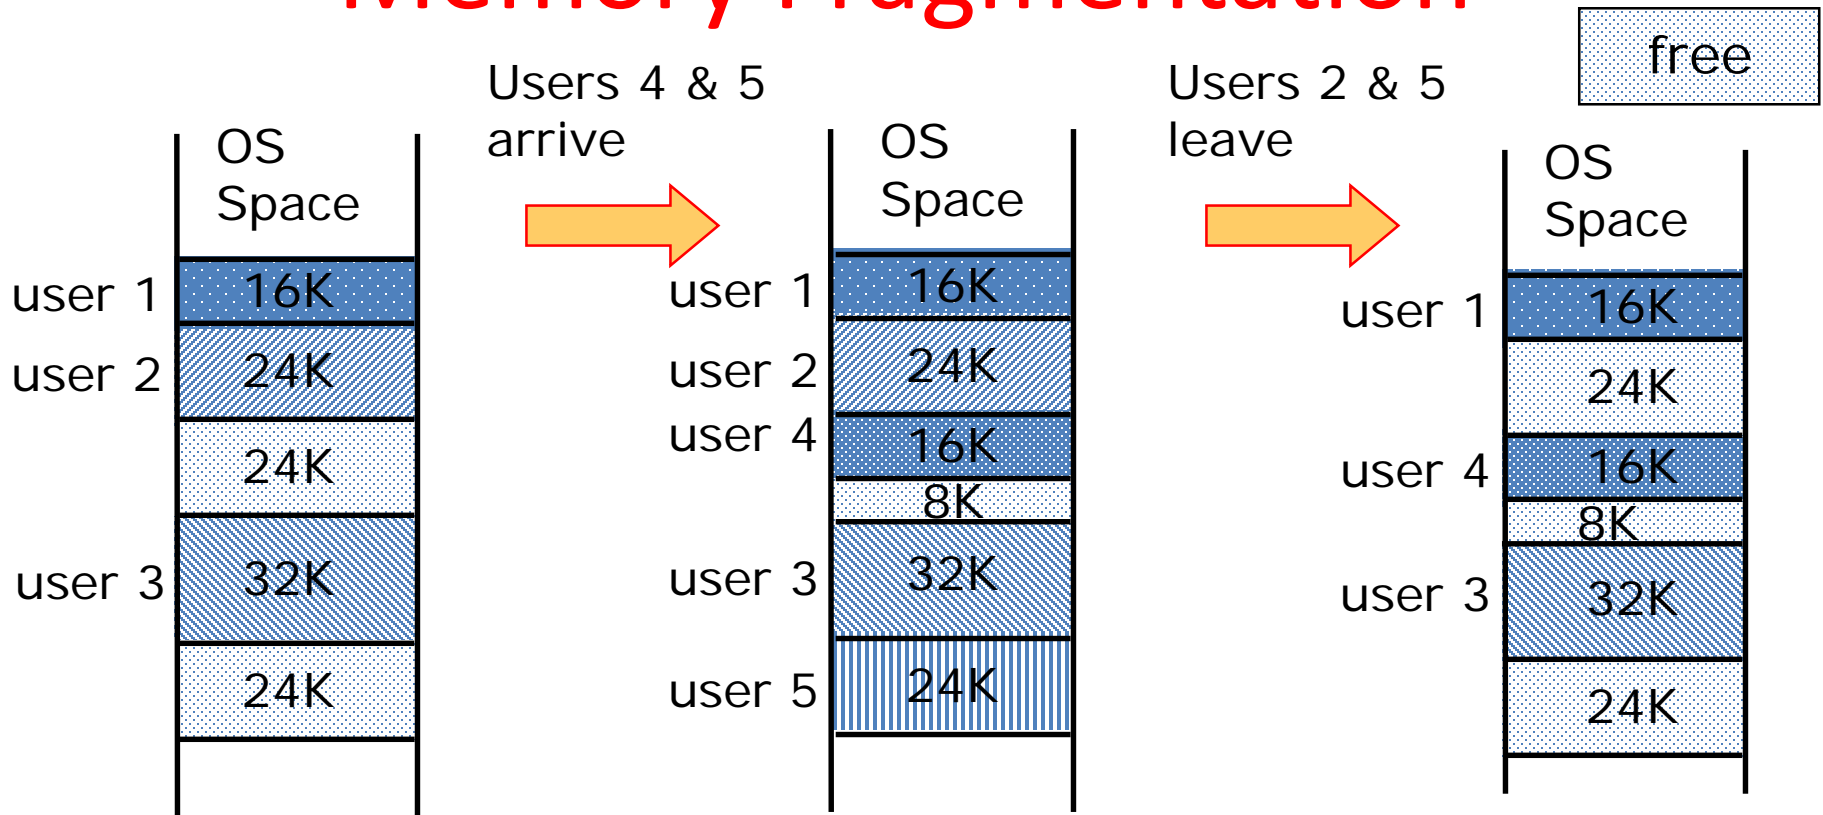 Memory Fragmentation
free
Users 4 & 5
arrive
Users 2 & 5
leave
OS
Space
user 1 16K
user 2 24K
24K
user 3 32K
24K
OS
Space
user 1 16K
user 2 24K
user 4 16K
8K
user 3 32K
user 5 24K
OS
Space
user 1 16K
24K
user 4 16K
8K
user 3 32K
24K